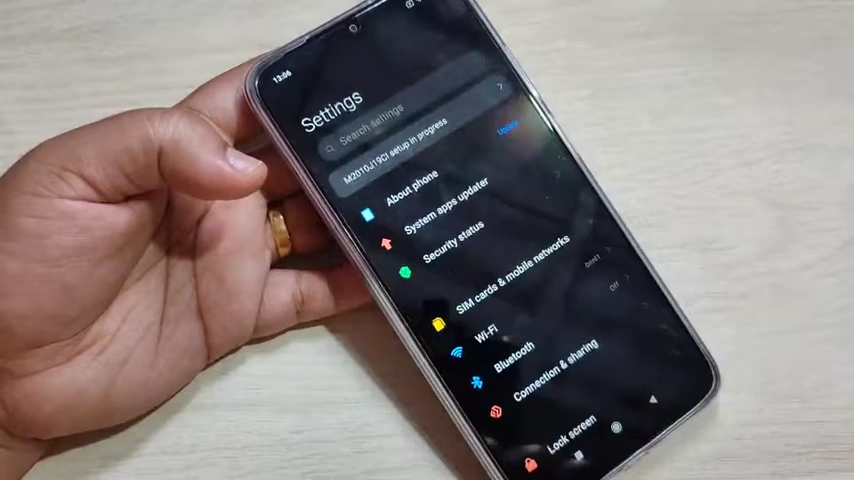 13:06
Settings
Search settings
M2010J19CI setup in progress
About phone
Update
System apps updater
Security status
SIM cards & mobile networks
Wi-Fi
Bluetooth
Off
Connection & sharing
Lock screen